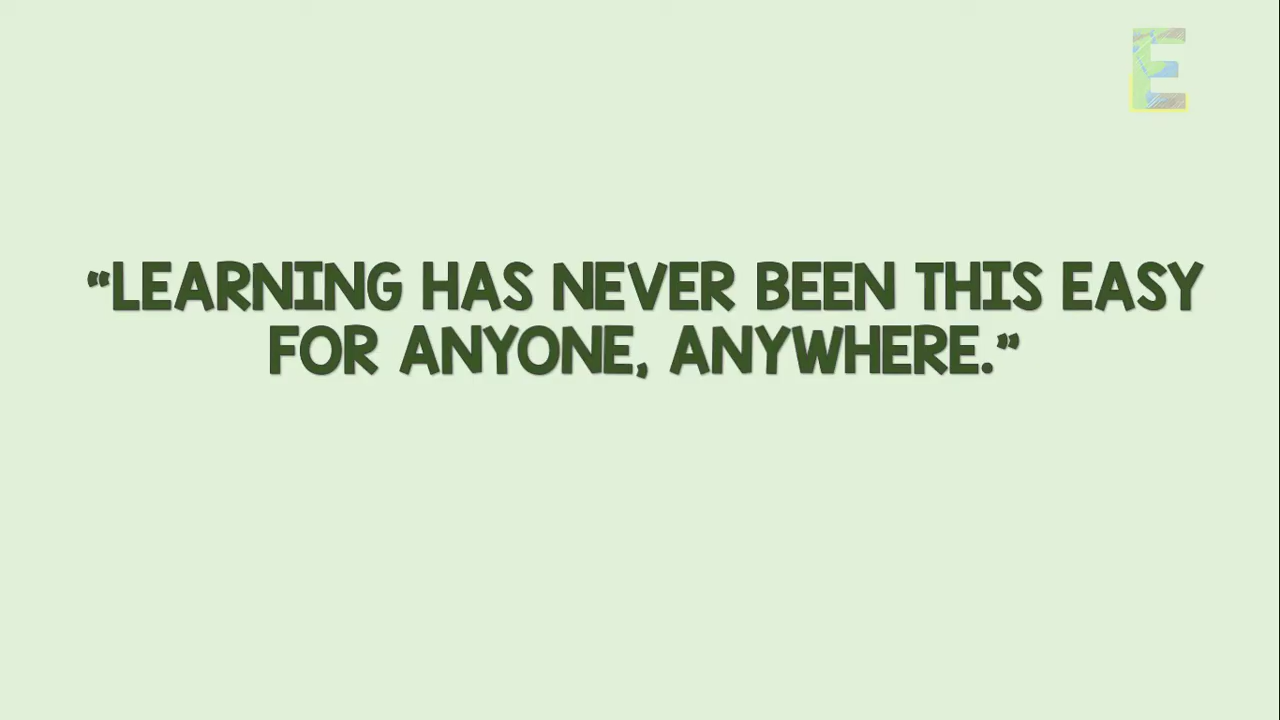 E
“LEARNING HAS NEVER BEEN THIS EASY
FOR ANYONE, ANYWHERE.”